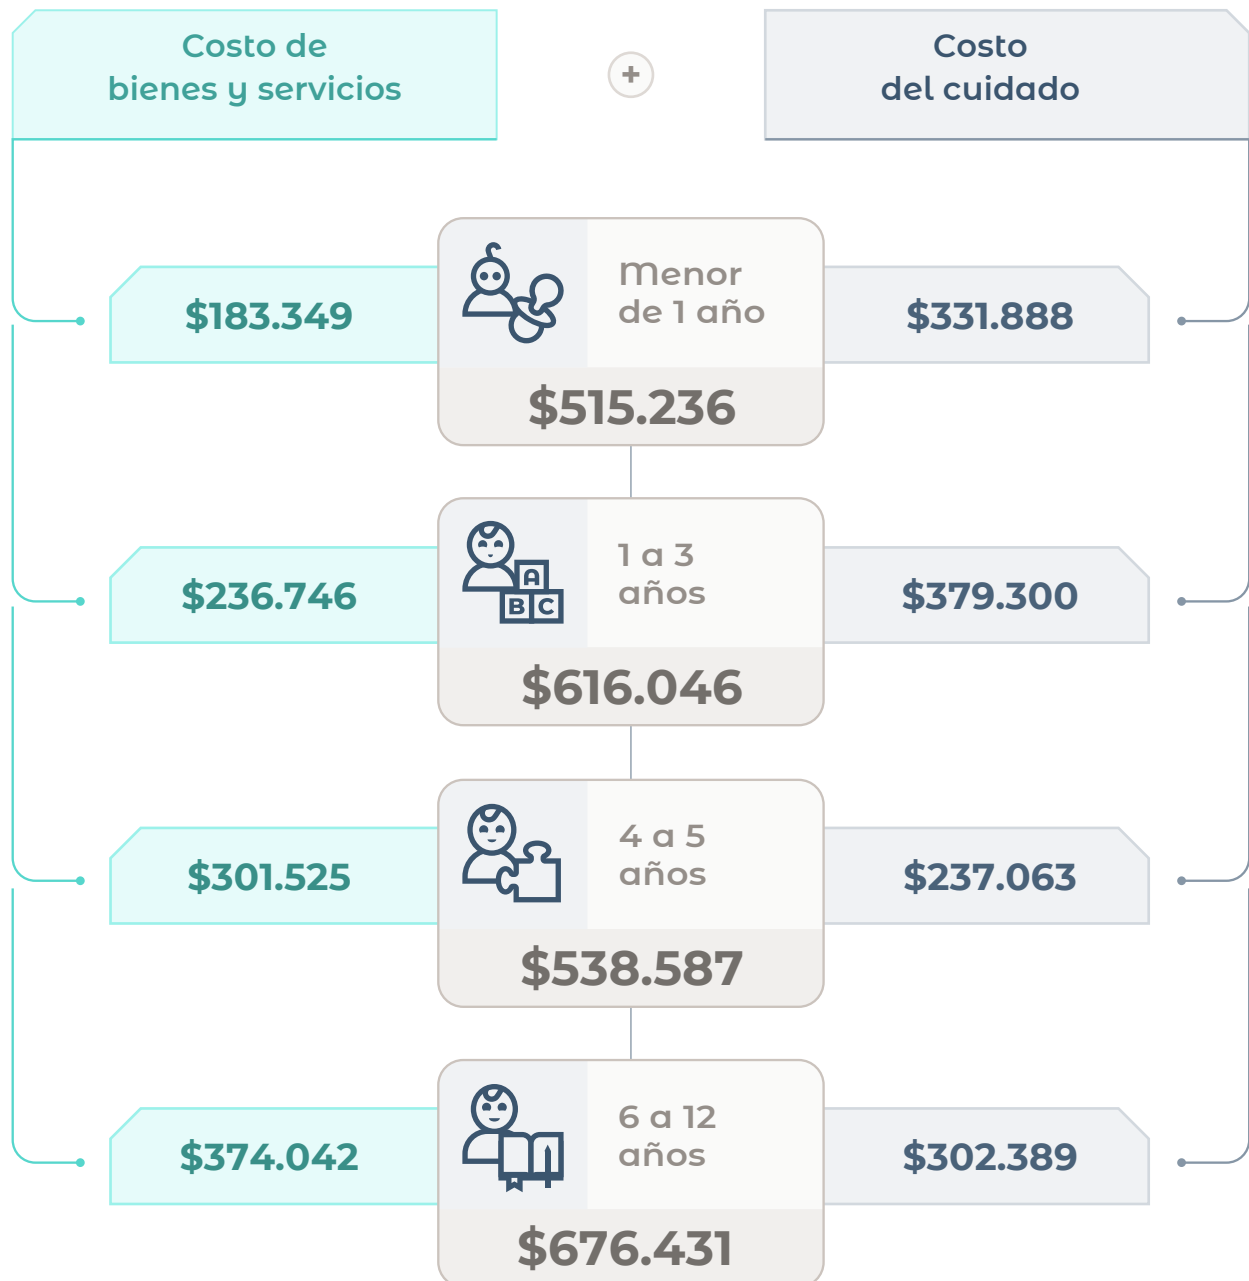 Costo de
bienes y servicios
+
Costo
del cuidado
Menor
de 1 año
$183.349
$331.888
$515.236
1 a 3
años
A
B C
$236.746
$379.300
$616.046
4 a 5
años
$301.525
$237.063
$538.587
6 a 12
años
$374.042
$302.389
$676.431